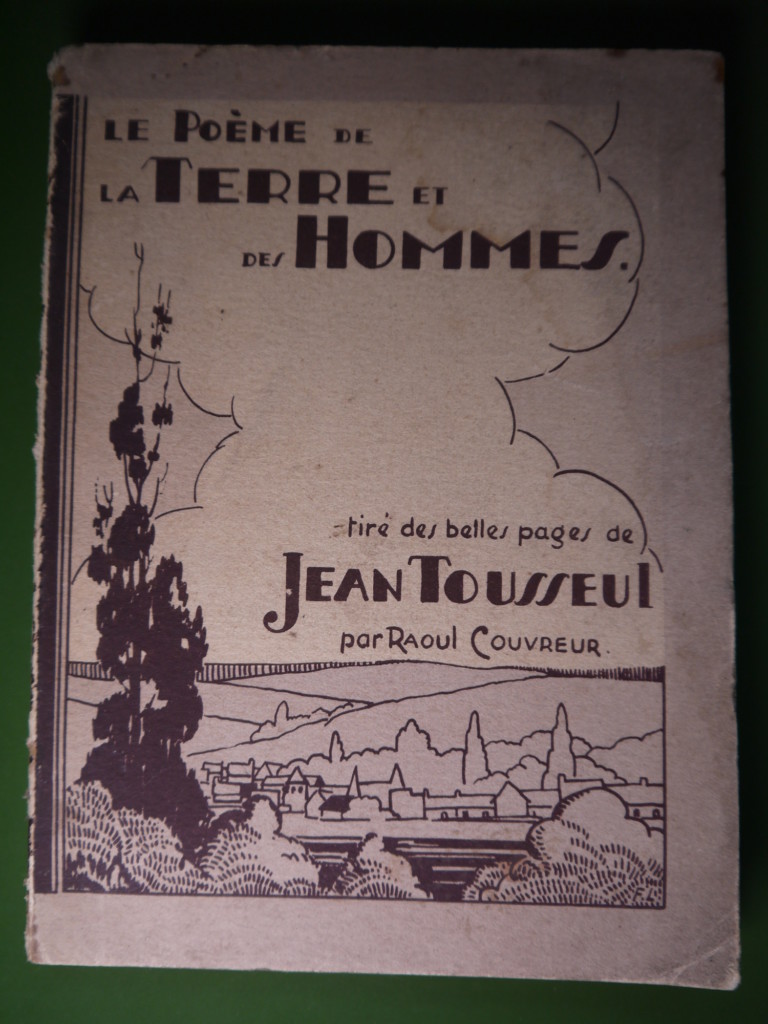 LE POÈME DE
LA TERRE ET
DES HOMMES.
tiré des belles pages de
JEAN TOUSSEUL
par RAOUL COUVREUR.